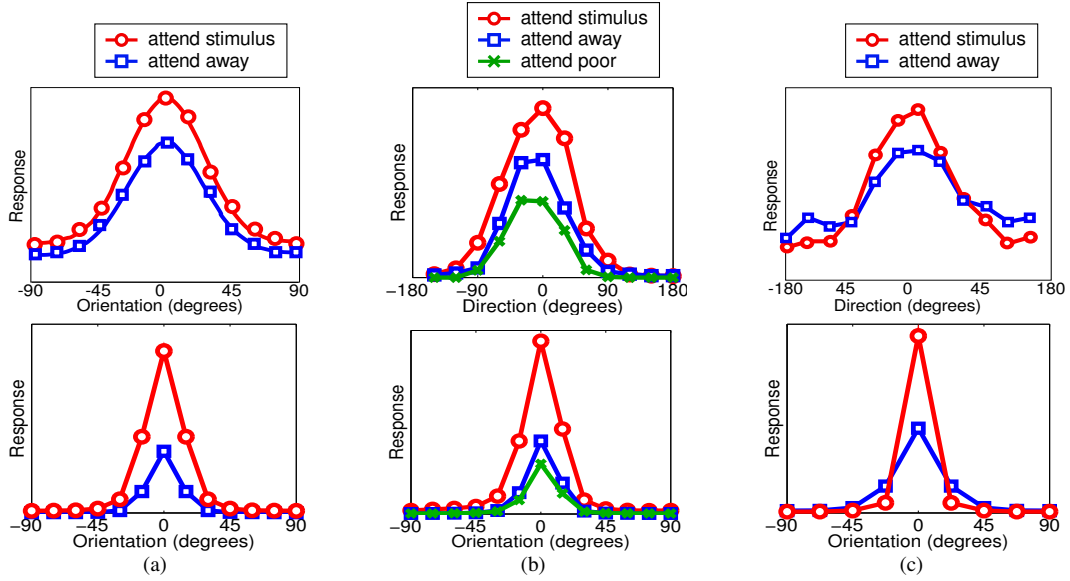 attend stimulus
attend away
Response
-90 45 0 45 90
Orientation (degrees)
attend stimulus
attend away
attend poor
Response
−180 −90 0 90 180
Direction (degrees)
attend stimulus
attend away
Response
-180 45 0 45 180
Direction (degrees)
Response
−90 −45 0 45 90
Orientation (degrees)
(a)
Response
−90 −45 0 45 90
Orientation (degrees)
(b)
Response
−90 −45 0 45 90
Orientation (degrees)
(c)